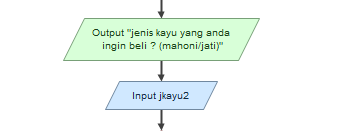 Output "jenis kayu yang anda
ingin beli ? (mahoni/jati)"
Input jkayu2